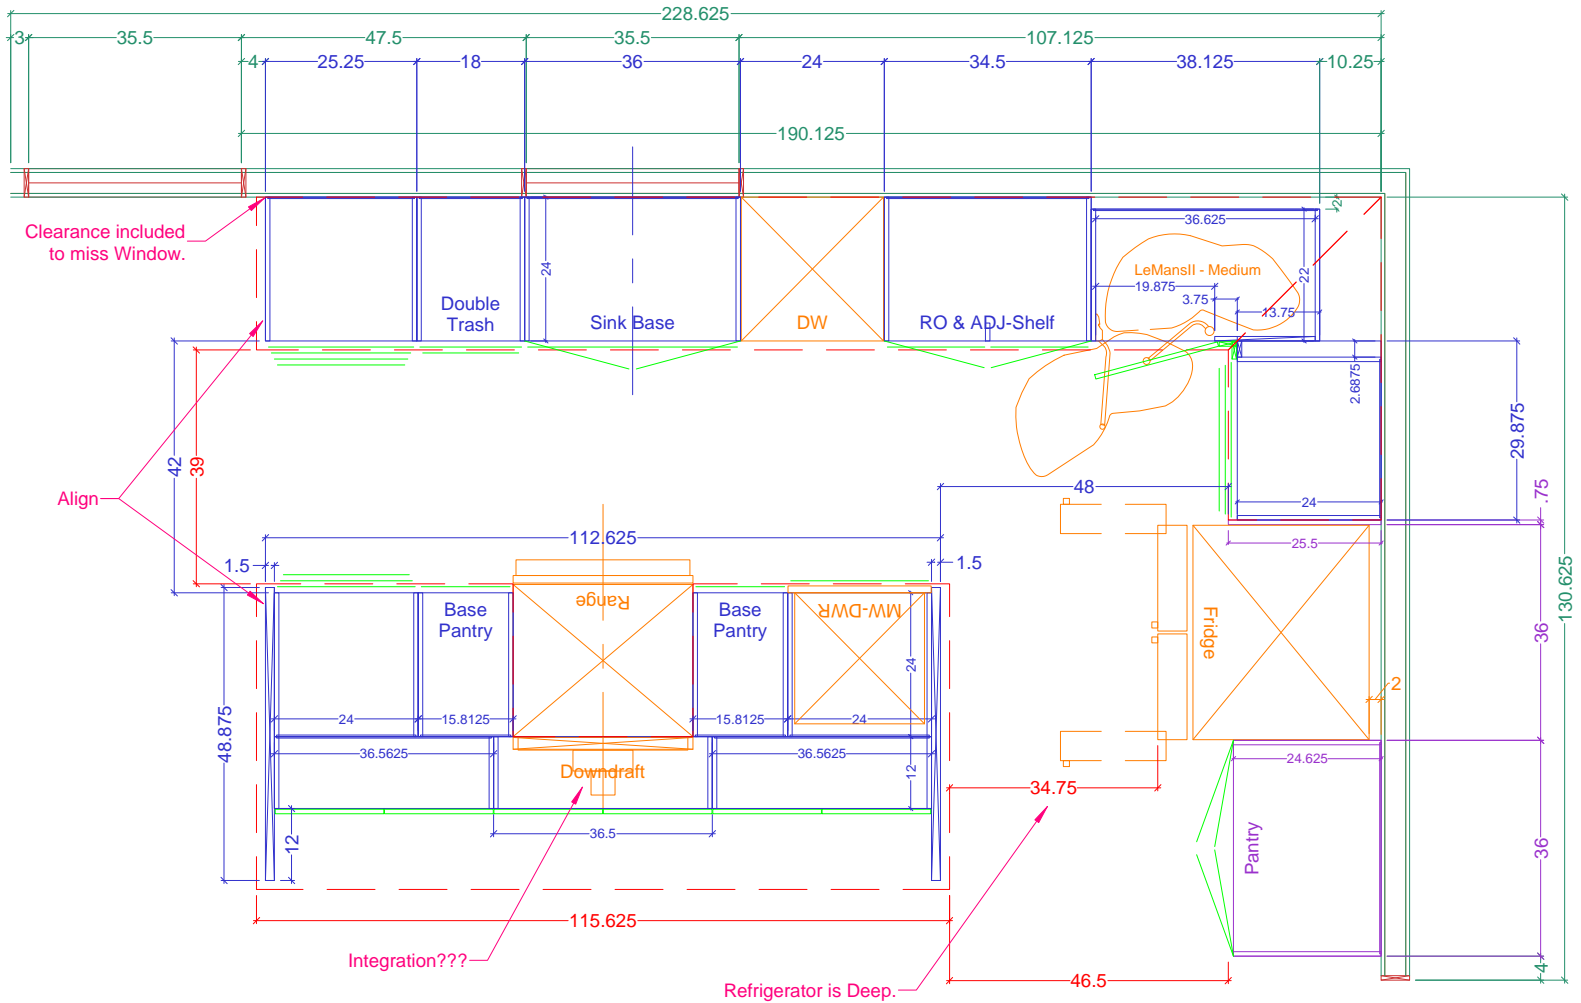 228.625
3
35.5
47.5
35.5
107.125
4
25.25
18
36
24
34.5
38.125
10.25
190.125
2
Clearance included
to miss Window.
36.625
LeMansII - Medium
24
22
19.875
3.75
13.75
Double
Trash
Sink Base
DW
RO & ADJ-Shelf
2.6875
29.875
42
39
Align
48
24
.75
112.625
25.5
1.5
1.5
130.625
Range
Base
Pantry
Base
Pantry
MW-DWR
Fridge
36
24
2
48.875
24
15.8125
15.8125
24
36.5625
36.5625
Downdraft
12
24.625
34.75
36.5
12
Pantry
36
115.625
Integration???
46.5
4
Refrigerator is Deep.